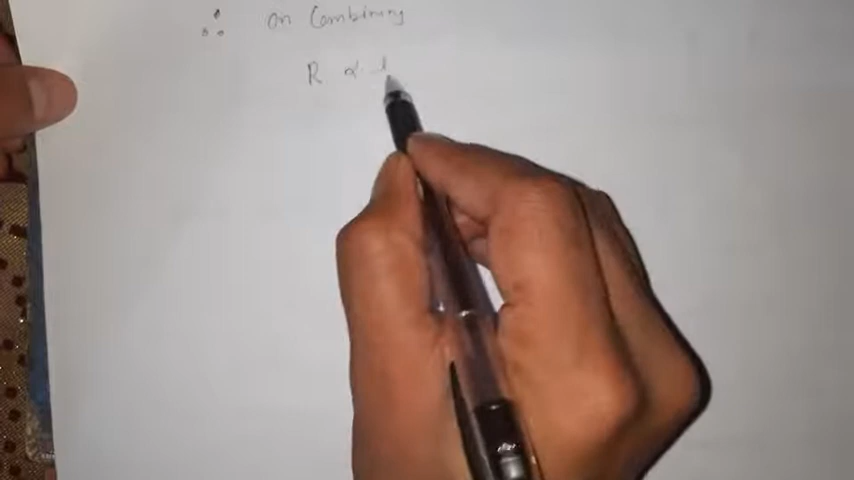 ∴ on Combining
R ∝ l